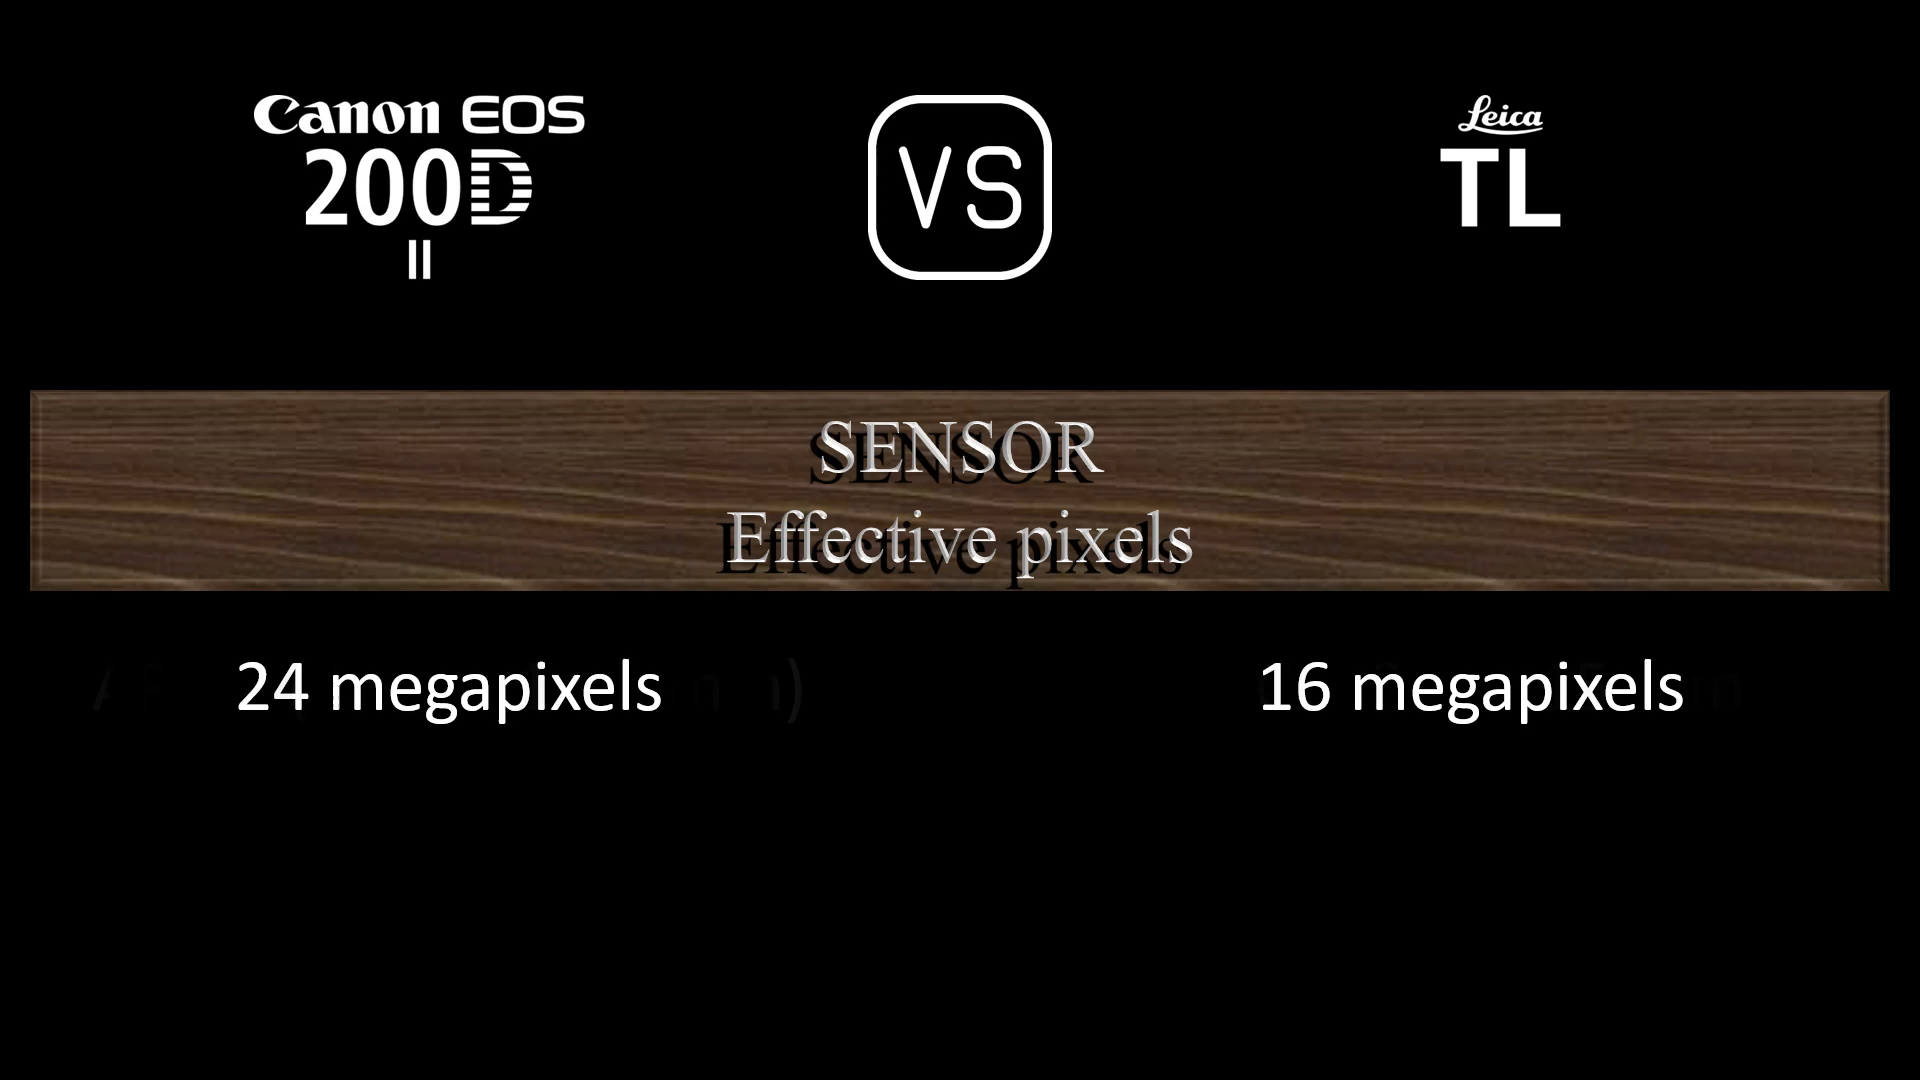 Canon EOS
200D
II
VS
Leica
TL
SENSOR
Effective pixels
24 megapixels
16 megapixels